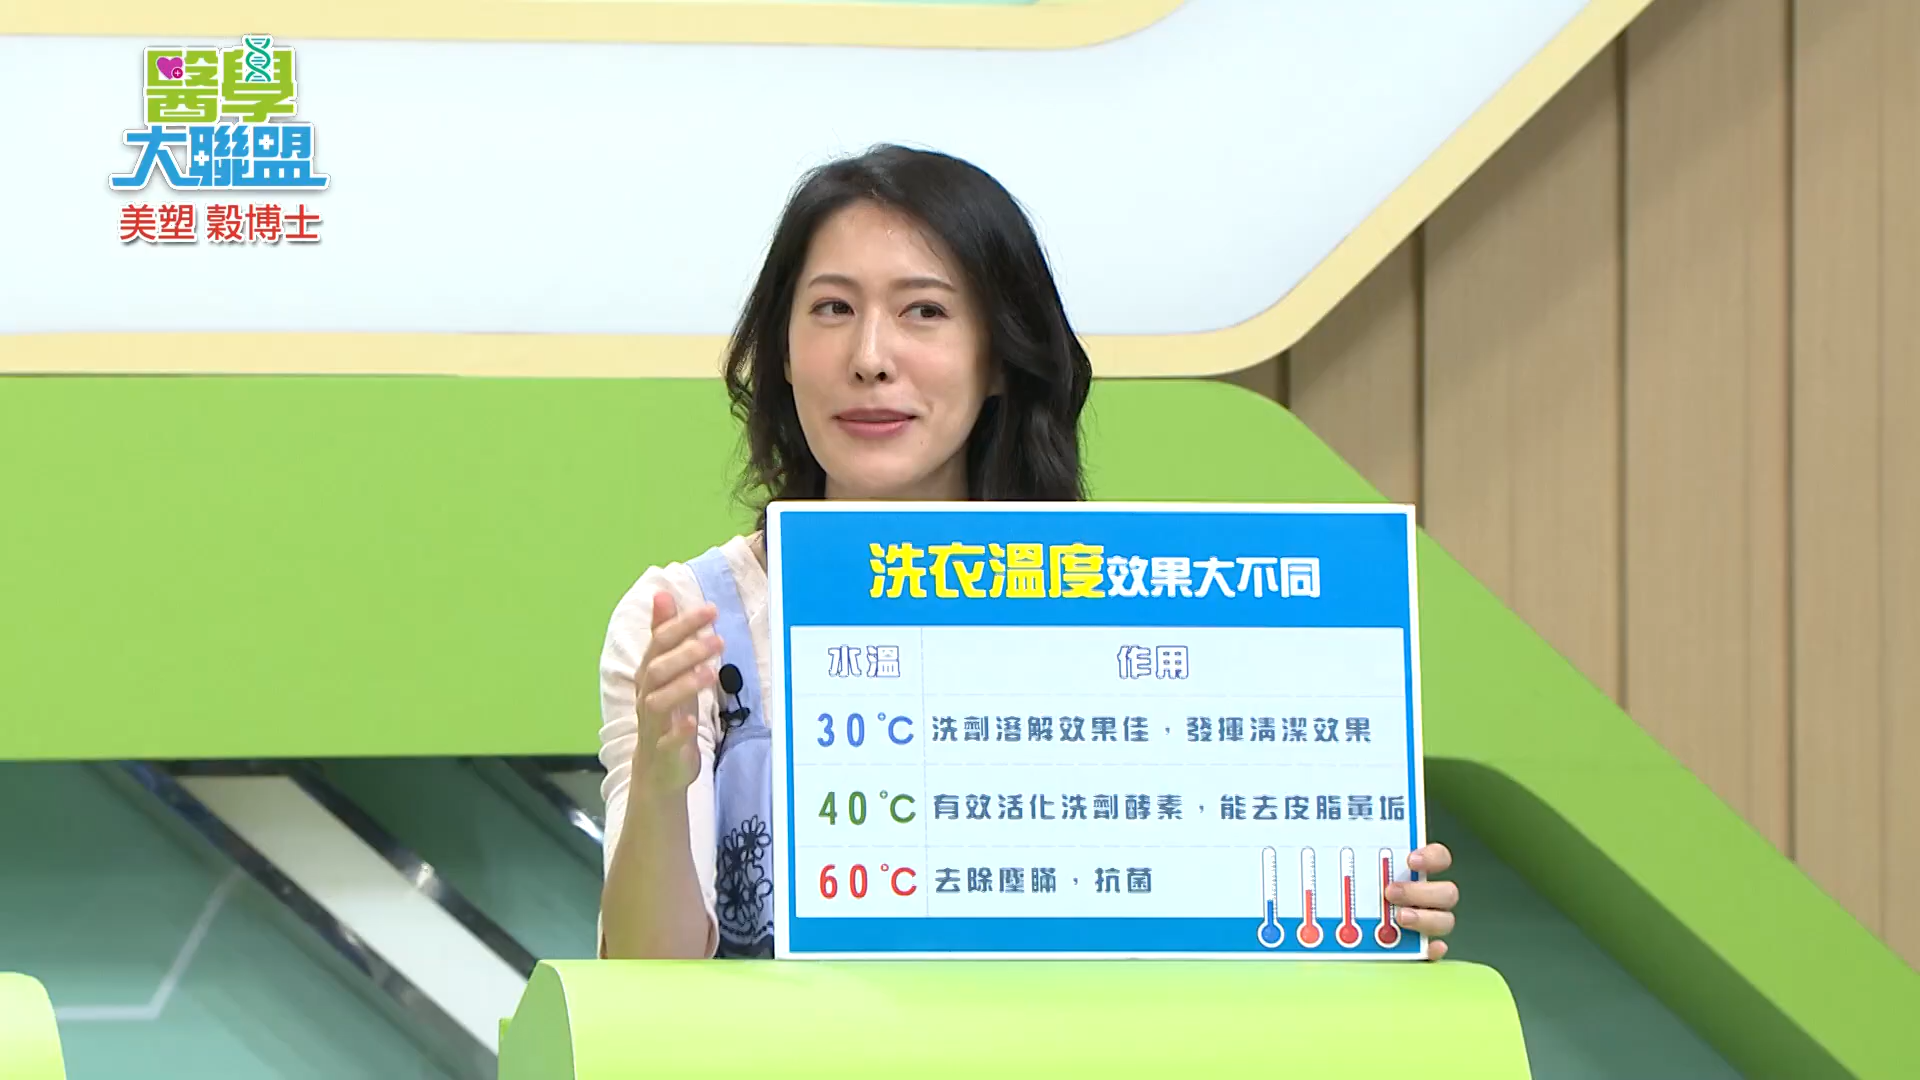 醫學
大聯盟
美塑 穀博士
洗衣溫度效果大不同
水溫 作用
30°C 洗劑溶解效果佳，發揮清潔效果
40°C 有效活化洗劑酵素，能去皮脂黃垢
60°C 去除塵蹣，抗菌